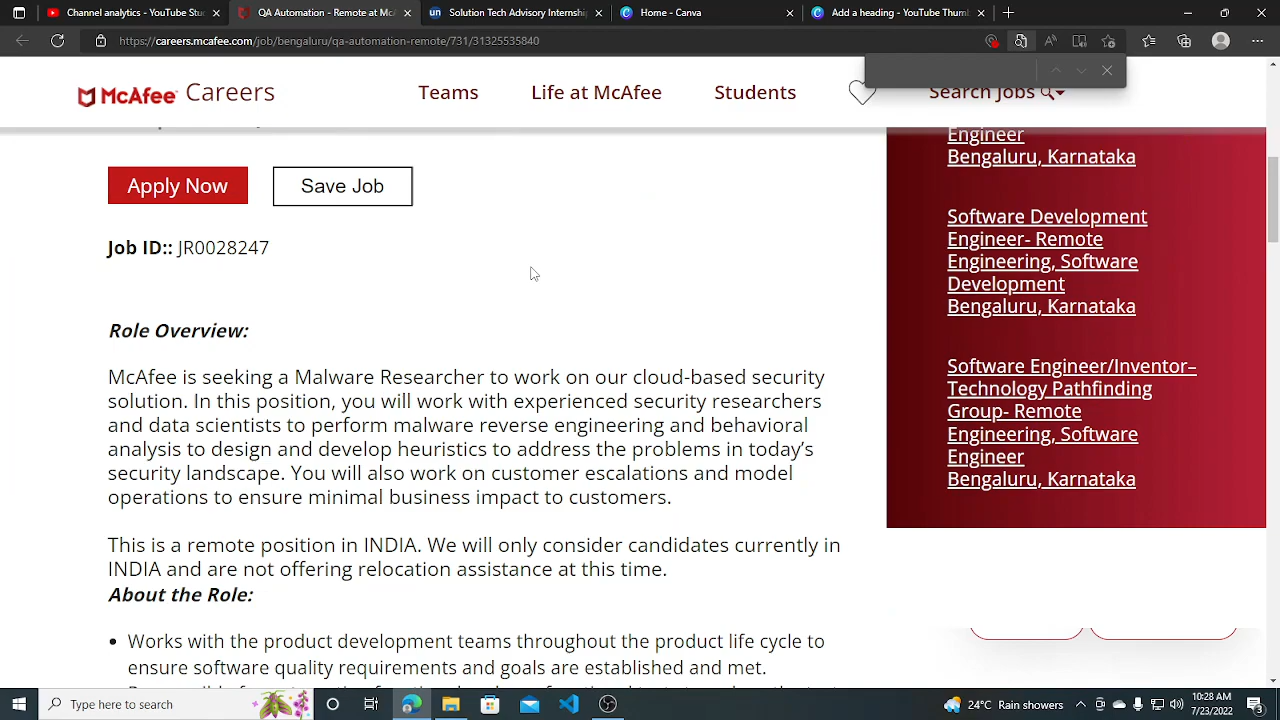 Channel analytics - YouTube Stu
QA Automation - Remote at McA
un
Solution Tech Advisory Internshi
Home - Canva
Add a heading - YouTube Thumb
https://careers.mcafee.com/job/bengaluru/qa-automation-remote/731/31325535840
McAfee Careers
Teams
Life at McAfee
Students
Search Jobs
Apply Now
Save Job
Job ID:: JR0028247
Role Overview:
McAfee is seeking a Malware Researcher to work on our cloud-based security
solution. In this position, you will work with experienced security researchers
and data scientists to perform malware reverse engineering and behavioral
analysis to design and develop heuristics to address the problems in today’s
security landscape. You will also work on customer escalations and model
operations to ensure minimal business impact to customers.
This is a remote position in INDIA. We will only consider candidates currently in
INDIA and are not offering relocation assistance at this time.
About the Role:
• Works with the product development teams throughout the product life cycle to
ensure software quality requirements and goals are established and met.
Engineer
Bengaluru, Karnataka
Software Development
Engineer- Remote
Engineering, Software
Development
Bengaluru, Karnataka
Software Engineer/Inventor–
Technology Pathfinding
Group- Remote
Engineering, Software
Engineer
Bengaluru, Karnataka
Type here to search
24°C Rain showers
10:28 AM
7/23/2022